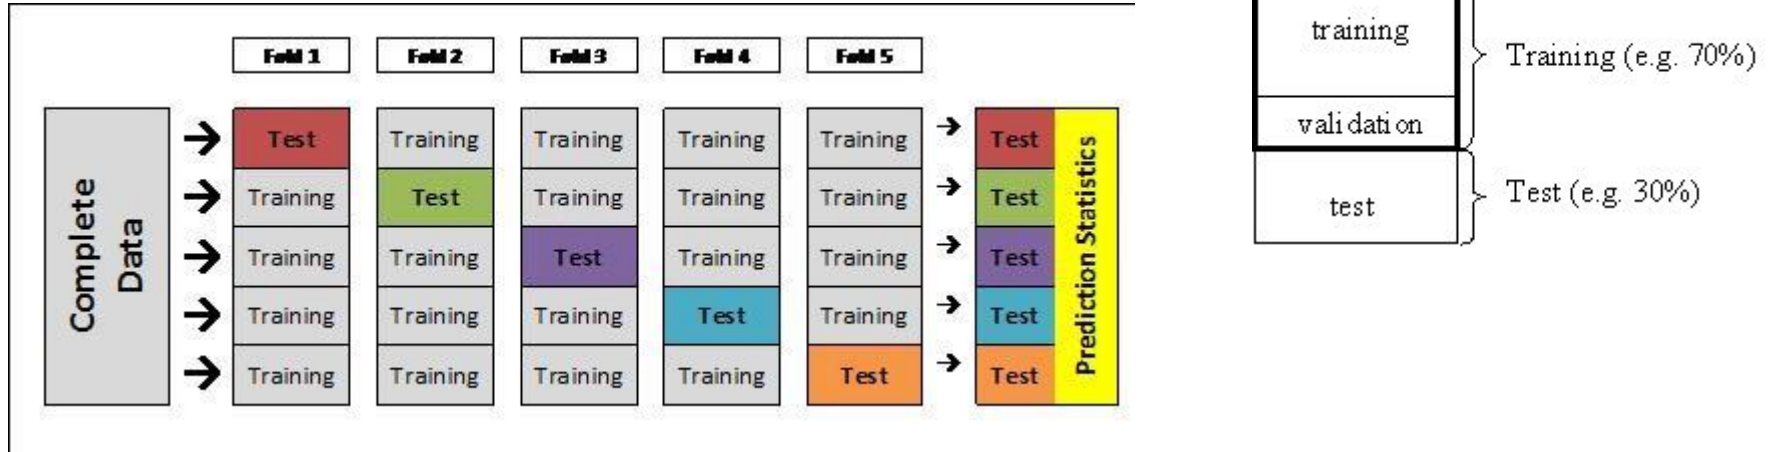 Fold 1 Fold 2 Fold 3 Fold 4 Fold 5
Complete
Data
Test Training Training Training Training Test
Training Test Training Training Training Test
Training Training Test Training Training Test
Training Training Training Test Training Test
Training Training Training Training Test Test
Prediction Statistics
training
validation
test
Training (e.g. 70%)
Test (e.g. 30%)